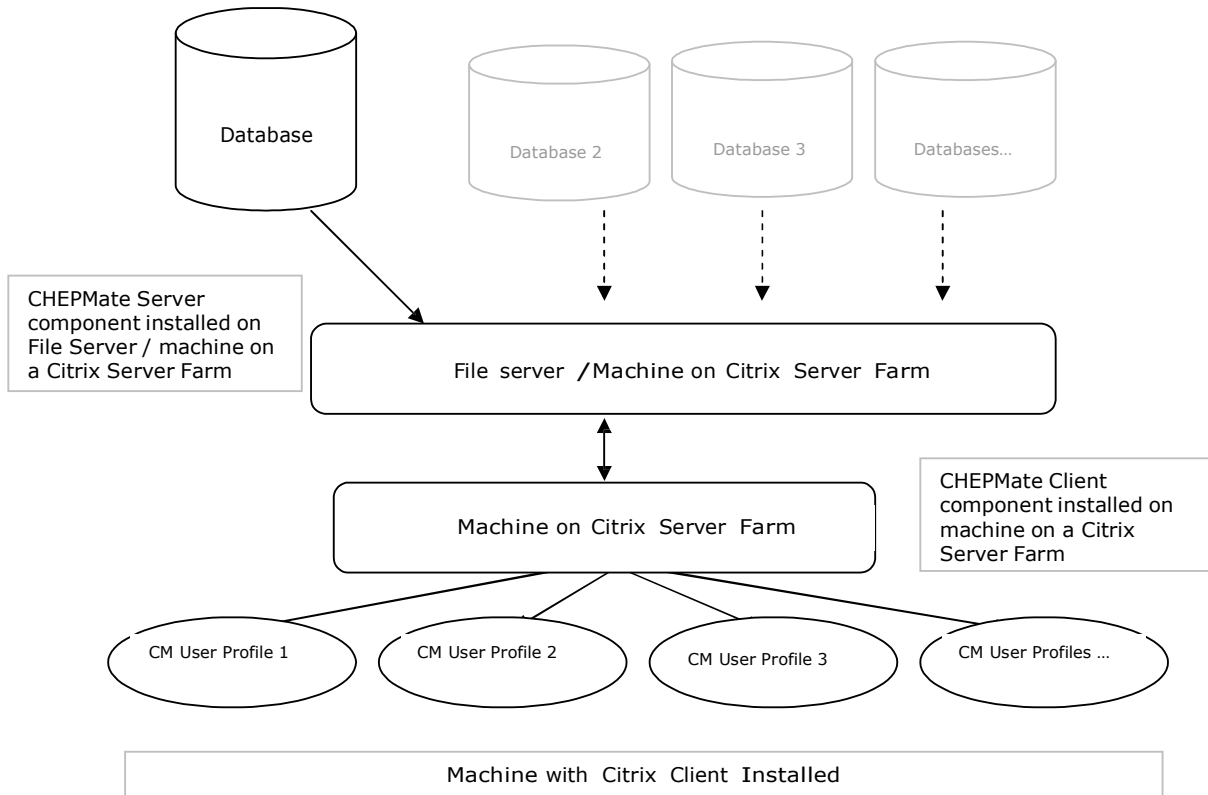 Database
Database 2
Database 3
Databases...
CHEPMate Server
component installed on
File Server / machine on
a Citrix Server Farm
File server /Machine on Citrix Server Farm
CHEPMate Client
component installed on
machine on a Citrix
Server Farm
Machine on Citrix Server Farm
CM User Profile 1
CM User Profile 2
CM User Profile 3
CM User Profiles ...
Machine with Citrix Client Installed